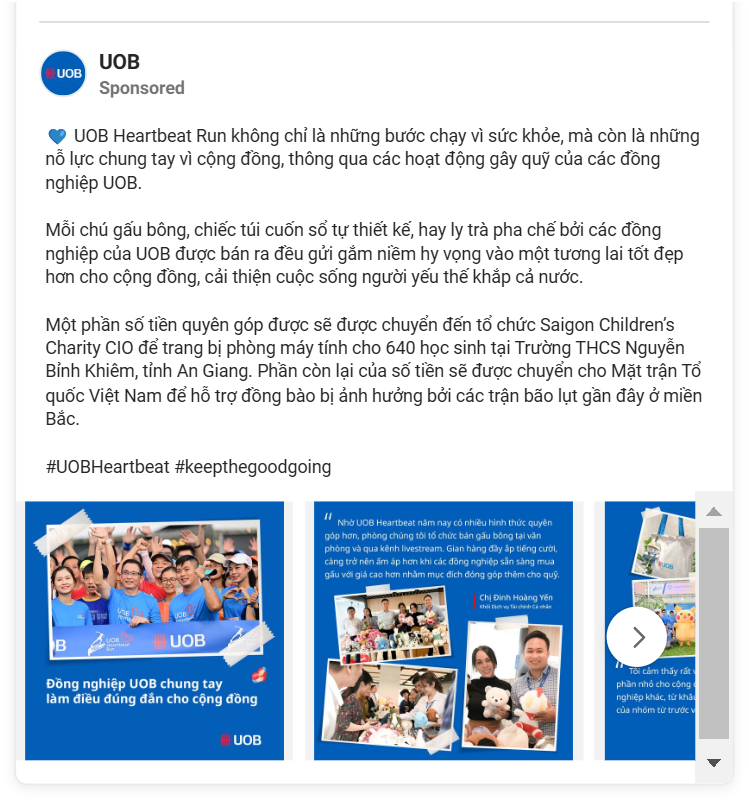 UOB
UOB
Sponsored
💙 UOB Heartbeat Run không chỉ là những bước chạy vì sức khỏe, mà còn là những
nỗ lực chung tay vì cộng đồng, thông qua các hoạt động gây quỹ của các đồng
nghiệp UOB.
Mỗi chú gấu bông, chiếc túi cuốn sổ tự thiết kế, hay ly trà pha chế bởi các đồng
nghiệp của UOB được bán ra đều gửi gắm niềm hy vọng vào một tương lai tốt đẹp
hơn cho cộng đồng, cải thiện cuộc sống người yếu thế khắp cả nước.
Một phần số tiền quyên góp được sẽ được chuyển đến tổ chức Saigon Children's
Charity CIO để trang bị phòng máy tính cho 640 học sinh tại Trường THCS Nguyễn
Bỉnh Khiêm, tỉnh An Giang. Phần còn lại của số tiền sẽ được chuyển cho Mặt trận Tổ
quốc Việt Nam để hỗ trợ đồng bào bị ảnh hưởng bởi các trận bão lụt gần đây ở miền
Bắc.
#UOBHeartbeat #keepthegoodgoing
UOB
Đồng nghiệp UOB chung tay
làm điều đúng đắn cho cộng đồng
UOB
“ Nhờ UOB Heartbeat năm nay có nhiều hình thức quyên
góp hơn, phòng chúng tôi tổ chức bán gấu bông tại văn
phòng và qua kênh livestream. Gian hàng đầy ắp tiếng cười,
càng trở nên ấm áp hơn khi các đồng nghiệp sẵn sàng mua
gấu với giá cao hơn nhằm mục đích đóng góp thêm cho quỹ.
Chị Đinh Hoàng Yến
Khối Dịch vụ Tài chính Cá nhân
UOB
“ Tôi cảm thấy rất
phần nhỏ cho cộng
nghiệp khác, từ khâu
của nhóm từ trước